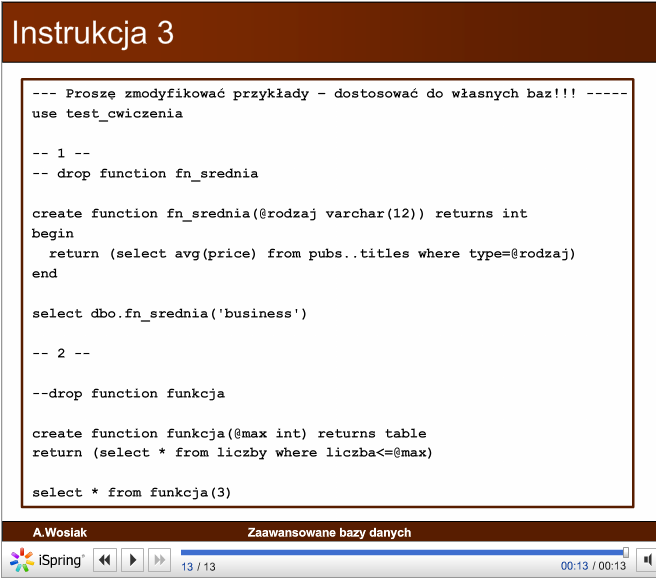 Instrukcja 3
--- Proszę zmodyfikować przykłady – dostosować do własnych baz!!! -----
use test_cwiczenia
-- 1 --
-- drop function fn_srednia
create function fn_srednia(@rodzaj varchar(12)) returns int
begin
return (select avg(price) from pubs..titles where type=@rodzaj)
end
select dbo.fn_srednia('business')
-- 2 --
--drop function funkcja
create function funkcja(@max int) returns table
return (select * from liczby where liczba<=@max)
select * from funkcja(3)
A.Wosiak Zaawansowane bazy danych
iSpring® 13 / 13 00:13 / 00:13